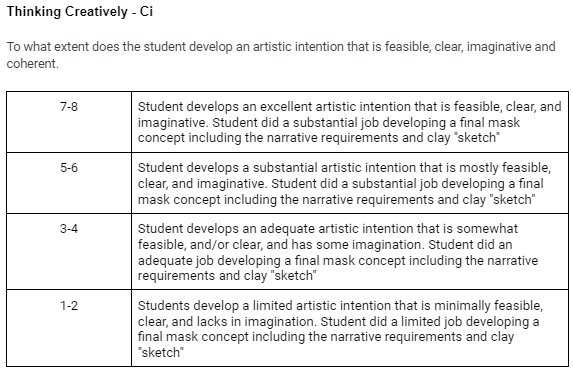 Thinking Creatively - Ci
To what extent does the student develop an artistic intention that is feasible, clear, imaginative and
coherent.
7-8
Student develops an excellent artistic intention that is feasible, clear, and
imaginative. Student did a substantial job developing a final mask
concept including the narrative requirements and clay "sketch"
5-6
Student develops a substantial artistic intention that is mostly feasible,
clear, and imaginative. Student did a substantial job developing a final
mask concept including the narrative requirements and clay "sketch"
3-4
Student develops an adequate artistic intention that is somewhat
feasible, and/or clear, and has some imagination. Student did an
adequate job developing a final mask concept including the narrative
requirements and clay "sketch"
1-2
Students develop a limited artistic intention that is minimally feasible,
clear, and lacks in imagination. Student did a limited job developing a
final mask concept including the narrative requirements and clay
"sketch"